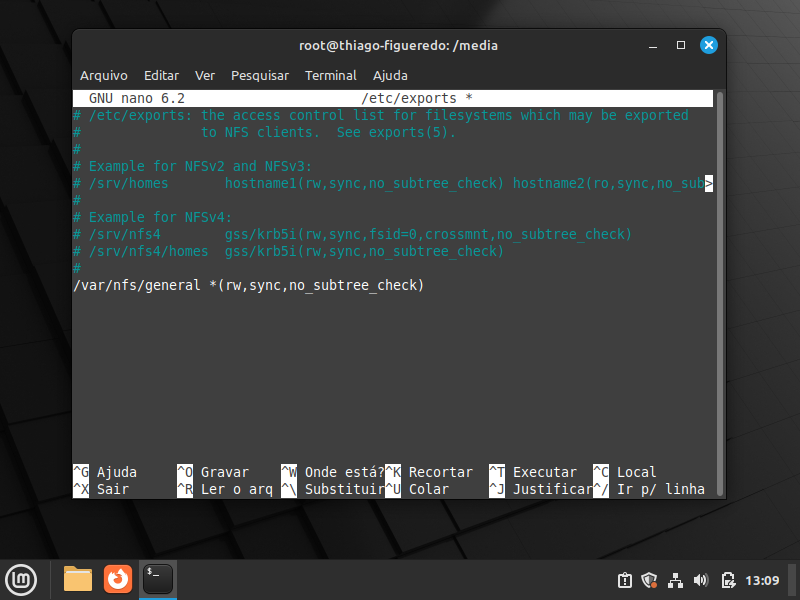 root@thiago-figueredo: /media
Arquivo Editar Ver Pesquisar Terminal Ajuda
GNU nano 6.2 /etc/exports *
# /etc/exports: the access control list for filesystems which may be exported
# to NFS clients. See exports(5).
#
# Example for NFSv2 and NFSv3:
# /srv/homes hostname1(rw,sync,no_subtree_check) hostname2(ro,sync,no_sub>
#
# Example for NFSv4:
# /srv/nfs4 gss/krb5i(rw,sync,fsid=0,crossmnt,no_subtree_check)
# /srv/nfs4/homes gss/krb5i(rw,sync,no_subtree_check)
#
/var/nfs/general *(rw,sync,no_subtree_check)
^G Ajuda ^O Gravar ^W Onde está? ^K Recortar ^T Executar ^C Local
^X Sair ^R Ler o arq ^\ Substituir ^U Colar ^J Justificar ^/ Ir p/ linha
13:09